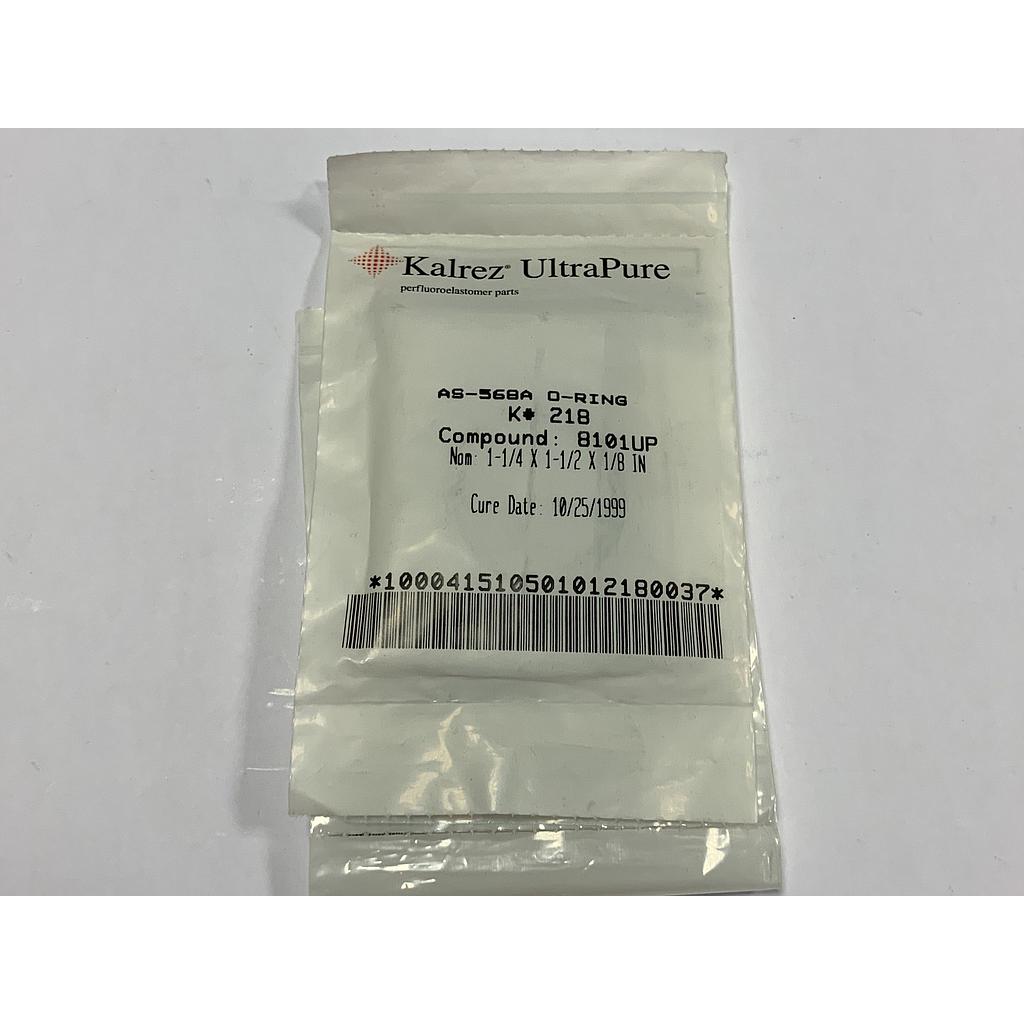 Kalrez® UltraPure
perfluoroelastomer parts
AS-568A O-RING
K# 218
Compound: 8101UP
Nom: 1-1/4 X 1-1/2 X 1/8 IN
Cure Date: 10/25/1999
*100041510501012180037*